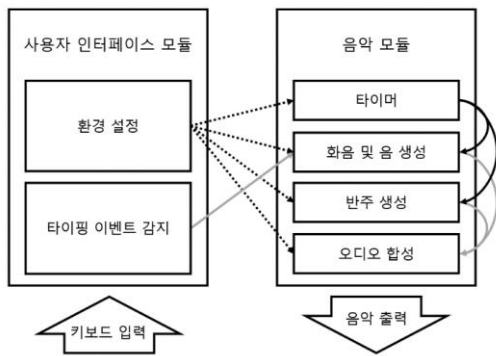 사용자 인터페이스 모듈
환경 설정
타이핑 이벤트 감지
키보드 입력
음악 모듈
타이머
화음 및 음 생성
반주 생성
오디오 합성
음악 출력